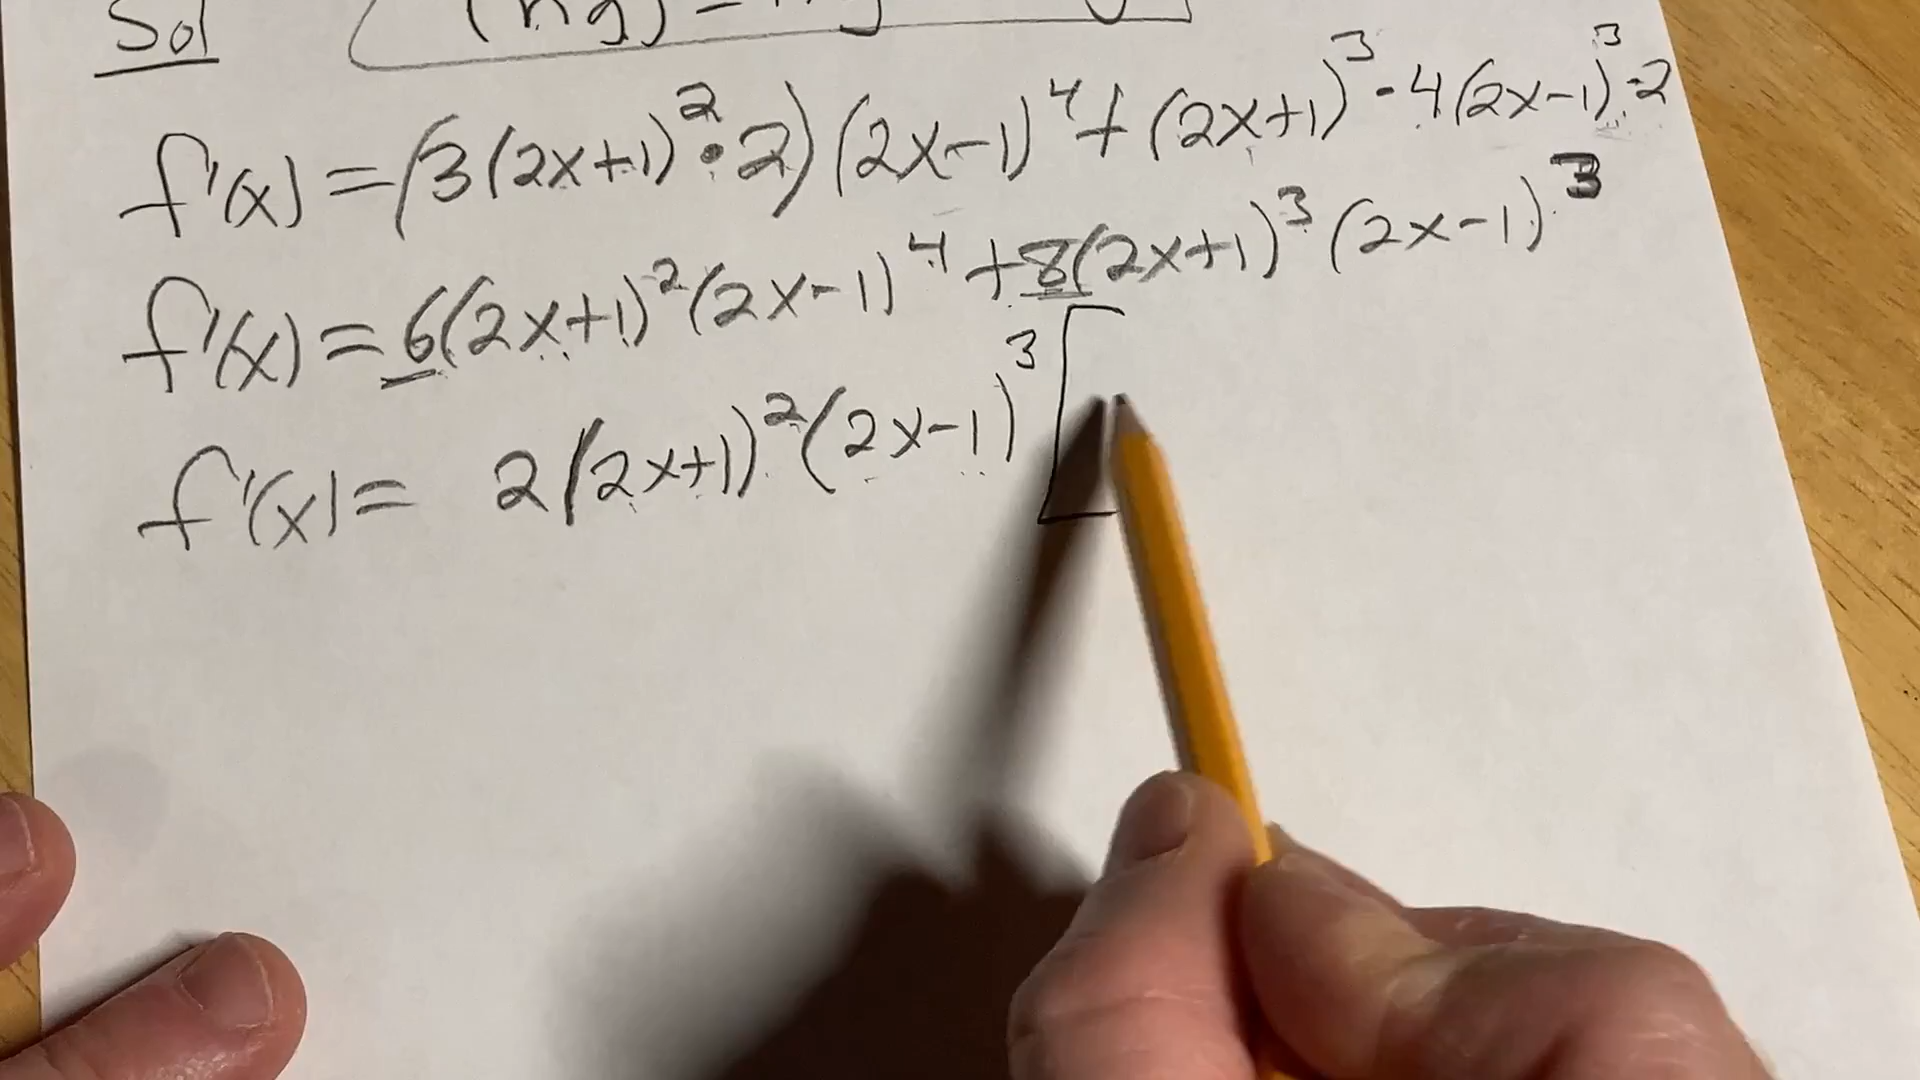 Sol (hg) =
f'(x) = (3(2x+1)² • 2)(2x-1)⁴ + (2x+1)³ • 4(2x-1)³ • 2
f'(x) = 6(2x+1)²(2x-1)⁴ + 8(2x+1)³(2x-1)³
f'(x) = 2(2x+1)²(2x-1)³[